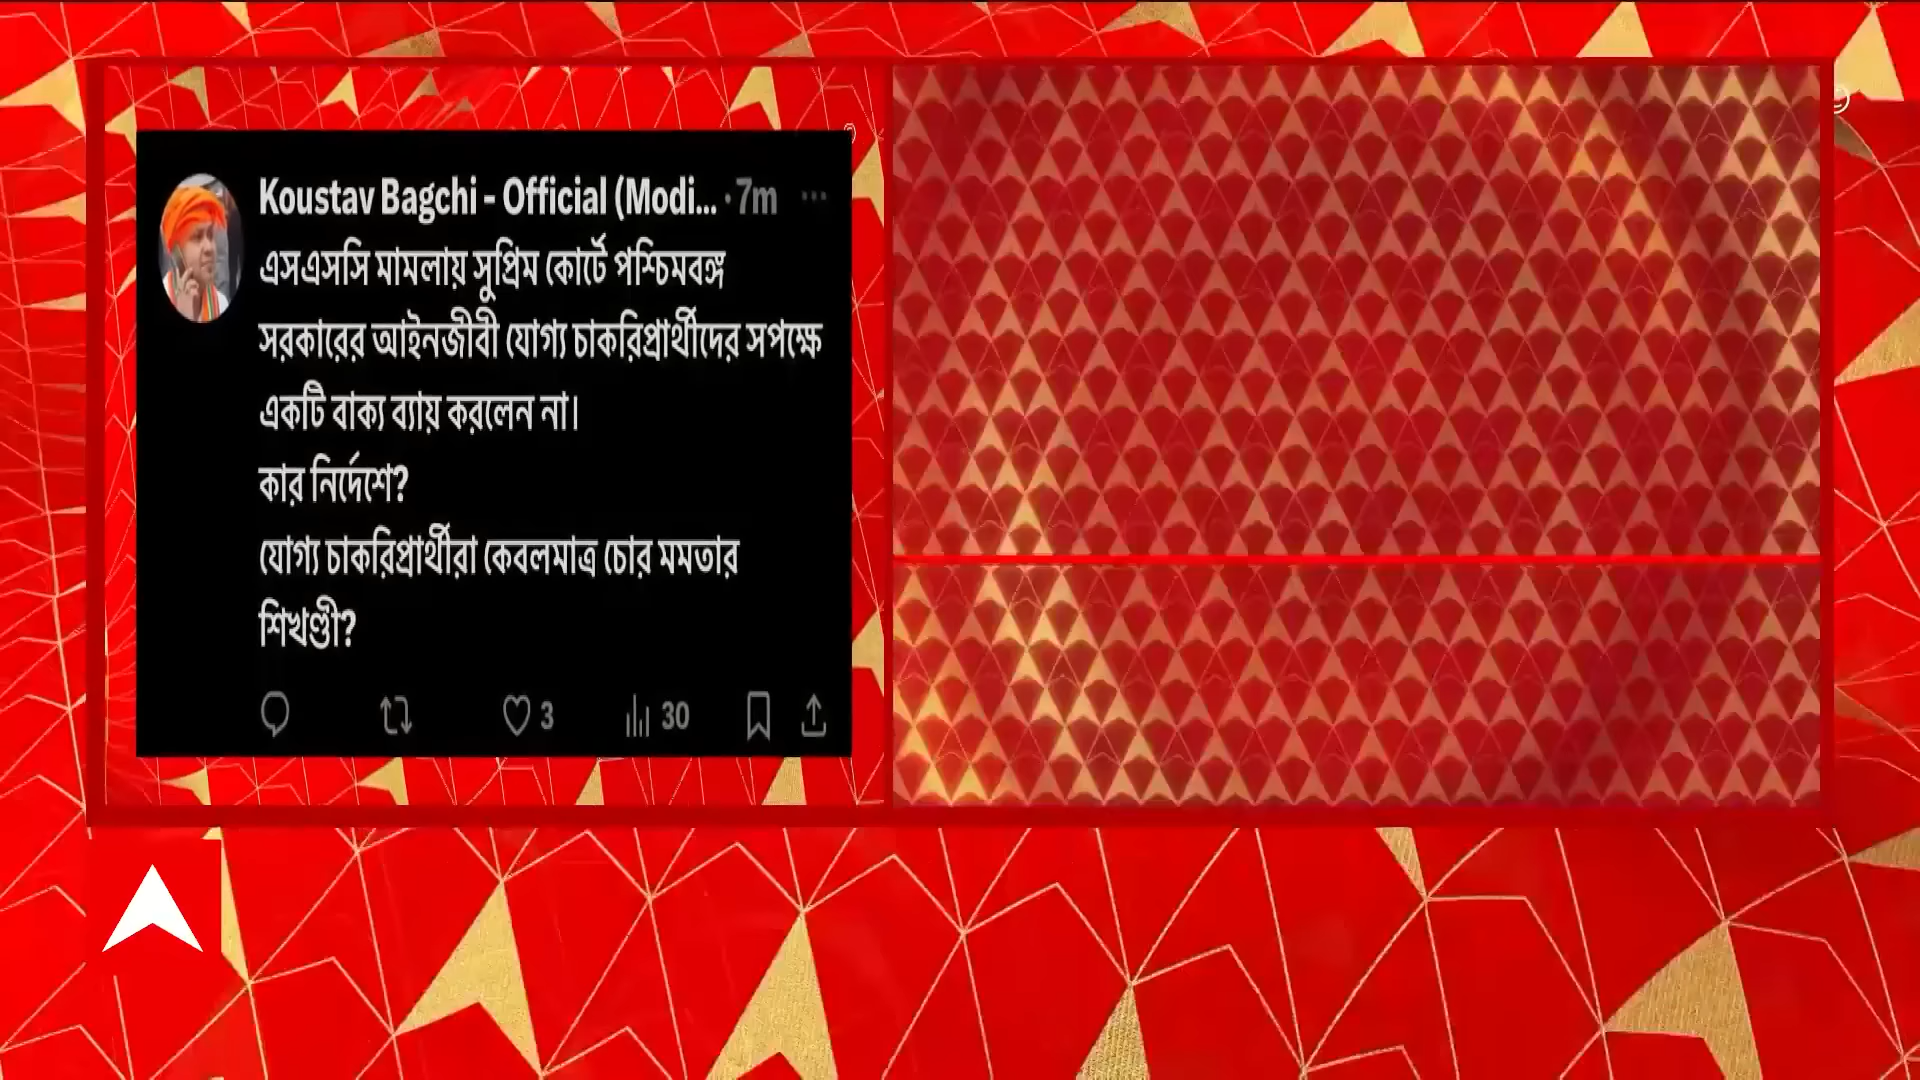 Koustav Bagchi - Official (Modi... · 7m ...
এসএসসি মামলায় সুপ্রিম কোর্টে পশ্চিমবঙ্গ
সরকারের আইনজীবী যোগ্য চাকরিপ্রার্থীদের সপক্ষে
একটি বাক্য ব্যায় করলেন না।
কার নির্দেশে?
যোগ্য চাকরিপ্রার্থীরা কেবলমাত্র চোর মমতার
শিখণ্ডী?
3 30